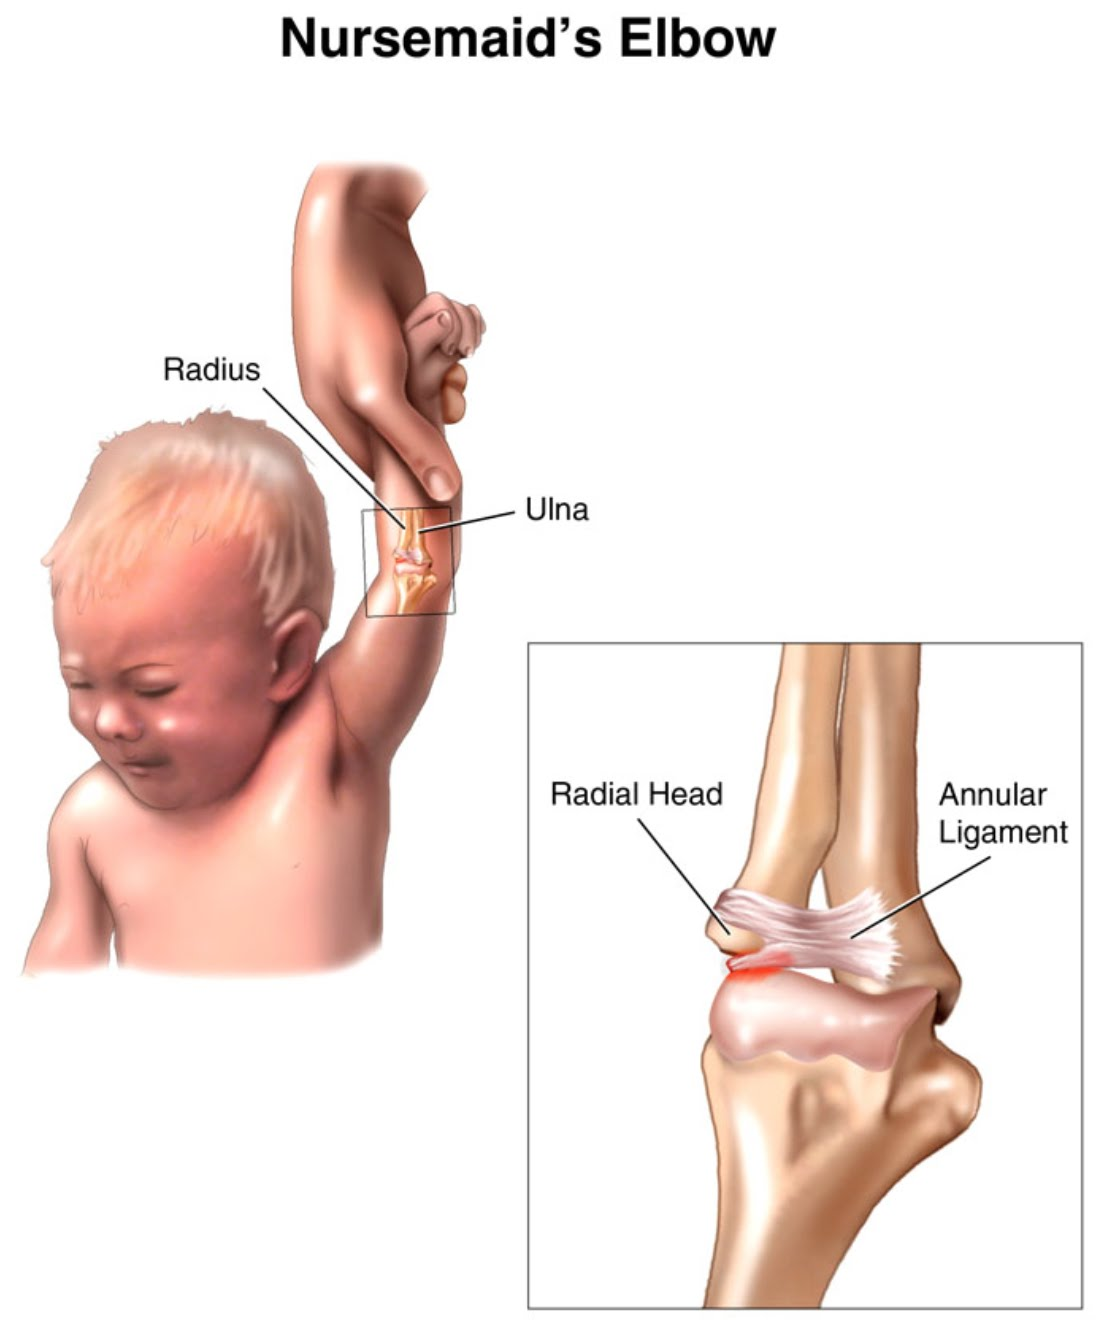 Nursemaid’s Elbow
Radius
Ulna
Radial Head
Annular
Ligament